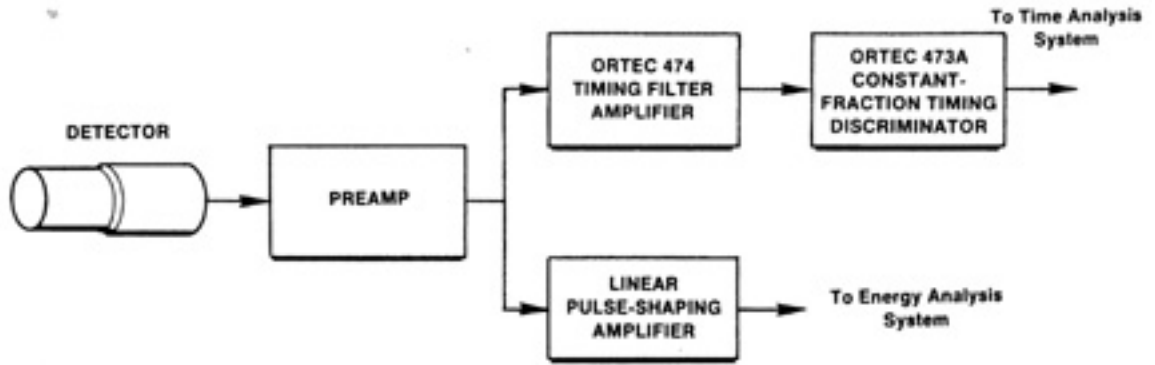 DETECTOR
PREAMP
ORTEC 474
TIMING FILTER
AMPLIFIER
ORTEC 473A
CONSTANT-
FRACTION TIMING
DISCRIMINATOR
To Time Analysis
System
LINEAR
PULSE-SHAPING
AMPLIFIER
To Energy Analysis
System